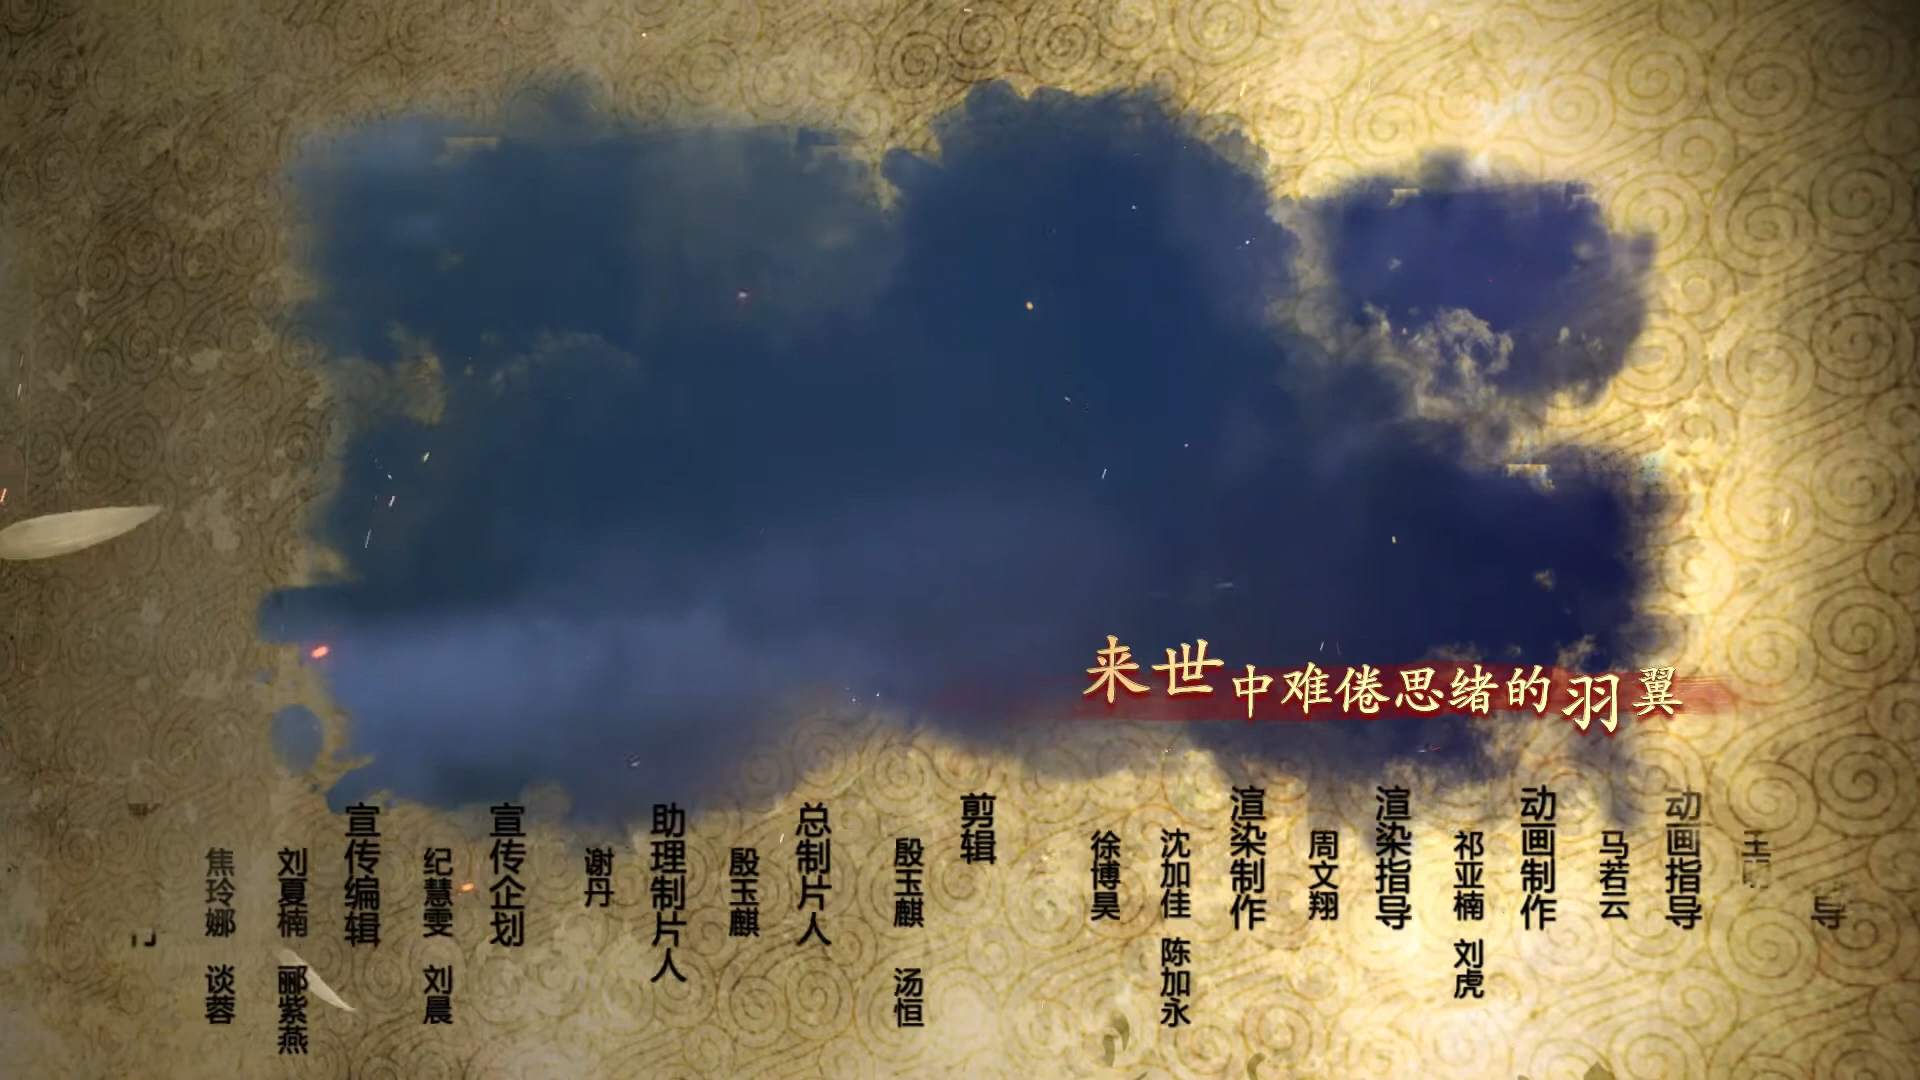 来世中难倦思绪的羽翼
导
动画指导
马若云
动画制作
祁亚楠 刘虎
渲染指导
周文翔
渲染制作
沈加佳 陈加永
徐博昊
剪辑
殷玉麒 汤恒
总制片人
殷玉麒
助理制片人
谢丹
宣传企划
纪慧雯 刘晨
宣传编辑
刘夏楠 郦紫燕
焦玲娜 谈蓉